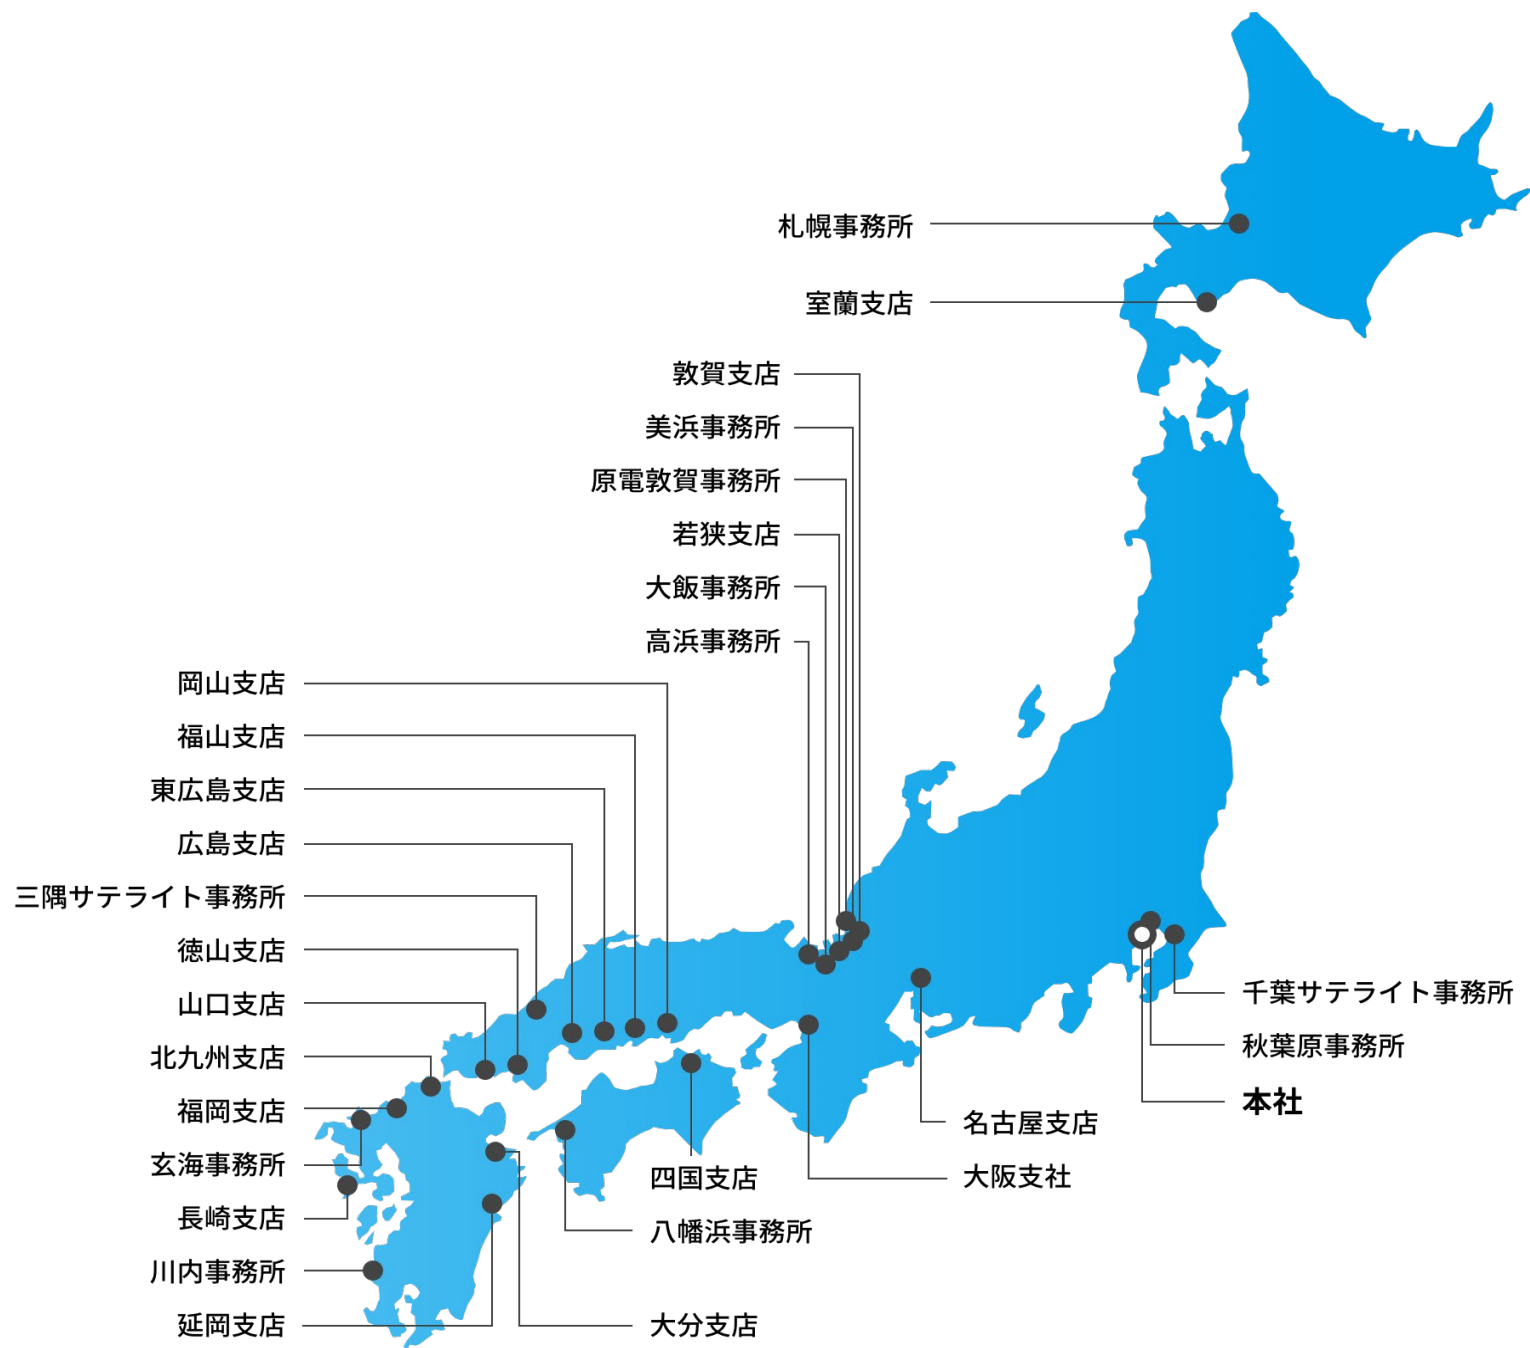 札幌事務所
室蘭支店
敦賀支店
美浜事務所
原電敦賀事務所
若狭支店
大飯事務所
高浜事務所
岡山支店
福山支店
東広島支店
広島支店
三隅サテライト事務所
徳山支店
山口支店
北九州支店
福岡支店
玄海事務所
長崎支店
川内事務所
延岡支店
千葉サテライト事務所
秋葉原事務所
本社
名古屋支店
大阪支社
四国支店
八幡浜事務所
大分支店